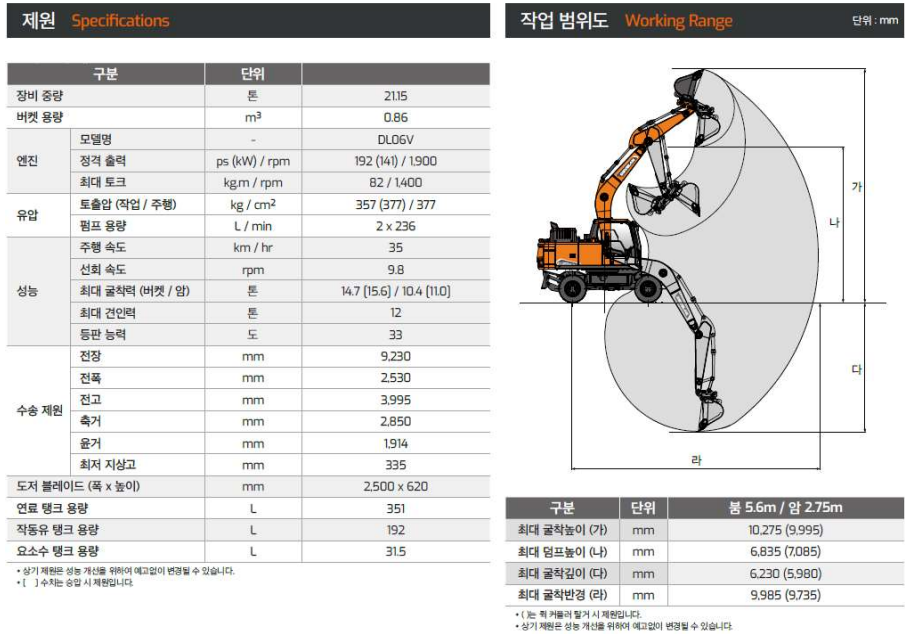 제원 Specifications
구분 단위
장비 중량 톤 21.15
버켓 용량 m³ 0.86
엔진 모델명 - DL06V
정격 출력 ps (kW) / rpm 192 (141) / 1,900
최대 토크 kg.m / rpm 82 / 1,400
유압 토출압 (작업 / 주행) kg / cm² 357 (377) / 377
펌프 용량 L / min 2 x 236
성능 주행 속도 km / hr 35
선회 속도 rpm 9.8
최대 굴착력 (버켓 / 암) 톤 14.7 [15.6] / 10.4 [11.0]
최대 견인력 톤 12
등판 능력 도 33
수송 제원 전장 mm 9,230
전폭 mm 2,530
전고 mm 3,995
축거 mm 2,850
윤거 mm 1,914
최저 지상고 mm 335
도저 블레이드 (폭 x 높이) mm 2,500 x 620
연료 탱크 용량 L 351
작동유 탱크 용량 L 192
요소수 탱크 용량 L 31.5
• 상기 제원은 성능 개선을 위하여 예고없이 변경될 수 있습니다.
• [ ] 수치는 승압 시 제원입니다.
작업 범위도 Working Range 단위 : mm
가
나
다
라
구분 단위 붐 5.6m / 암 2.75m
최대 굴착높이 (가) mm 10,275 (9,995)
최대 덤프높이 (나) mm 6,835 (7,085)
최대 굴착깊이 (다) mm 6,230 (5,980)
최대 굴착반경 (라) mm 9,985 (9,735)
• ( )는 퀵 커플러 탈거 시 제원입니다.
• 상기 제원은 성능 개선을 위하여 예고없이 변경될 수 있습니다.